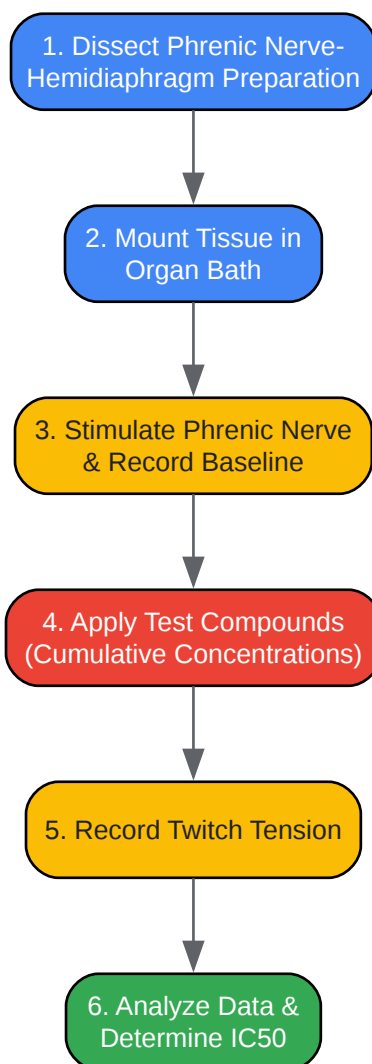 1. Dissect Phrenic Nerve-
Hemidiaphragm Preparation
2. Mount Tissue in
Organ Bath
3. Stimulate Phrenic Nerve
& Record Baseline
4. Apply Test Compounds
(Cumulative Concentrations)
5. Record Twitch Tension
6. Analyze Data &
Determine IC50